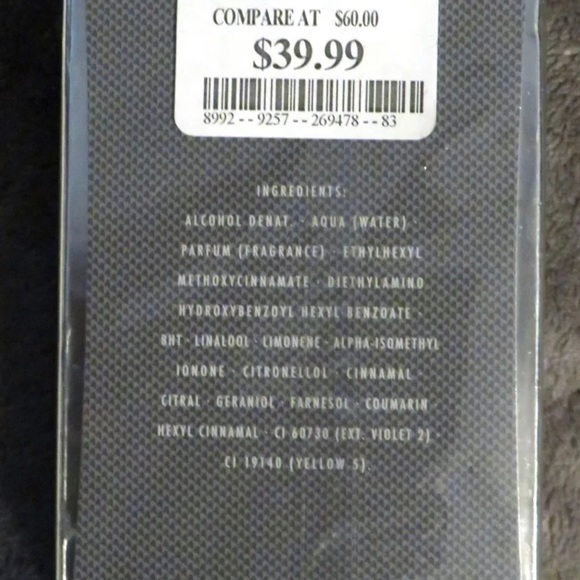 COMPARE AT $60.00
$39.99
8992 -- 9257 -- 269478 -- 83
INGREDIENTS:
ALCOHOL DENAT. · AQUA (WATER) ·
PARFUM (FRAGRANCE) · ETHYLHEXYL
METHOXYCINNAMATE · DIETHYLAMINO
HYDROXYBENZOYL HEXYL BENZOATE ·
BHT · LINALOOL · LIMONENE · ALPHA-ISOMETHYL
IONONE · CITRONELLOL · CINNAMAL ·
CITRAL · GERANIOL · FARNESOL · COUMARIN ·
HEXYL CINNAMAL · CI 60730 (EXT. VIOLET 2) ·
CI 19140 (YELLOW 5).